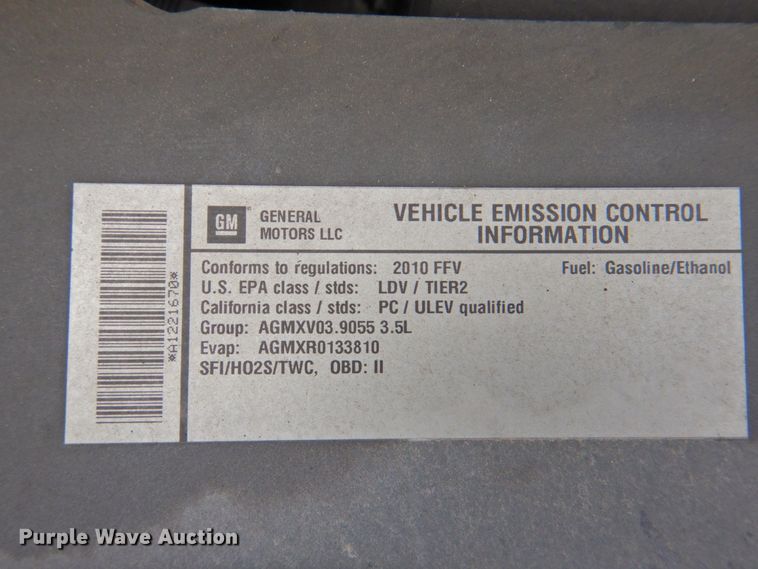 *A1221670*
GM
GENERAL
MOTORS LLC
VEHICLE EMISSION CONTROL
INFORMATION
Conforms to regulations: 2010 FFV Fuel: Gasoline/Ethanol
U.S. EPA class / stds: LDV / TIER2
California class / stds: PC / ULEV qualified
Group: AGMXV03.9055 3.5L
Evap: AGMXR0133810
SFI/HO2S/TWC, OBD: II
Purple Wave Auction